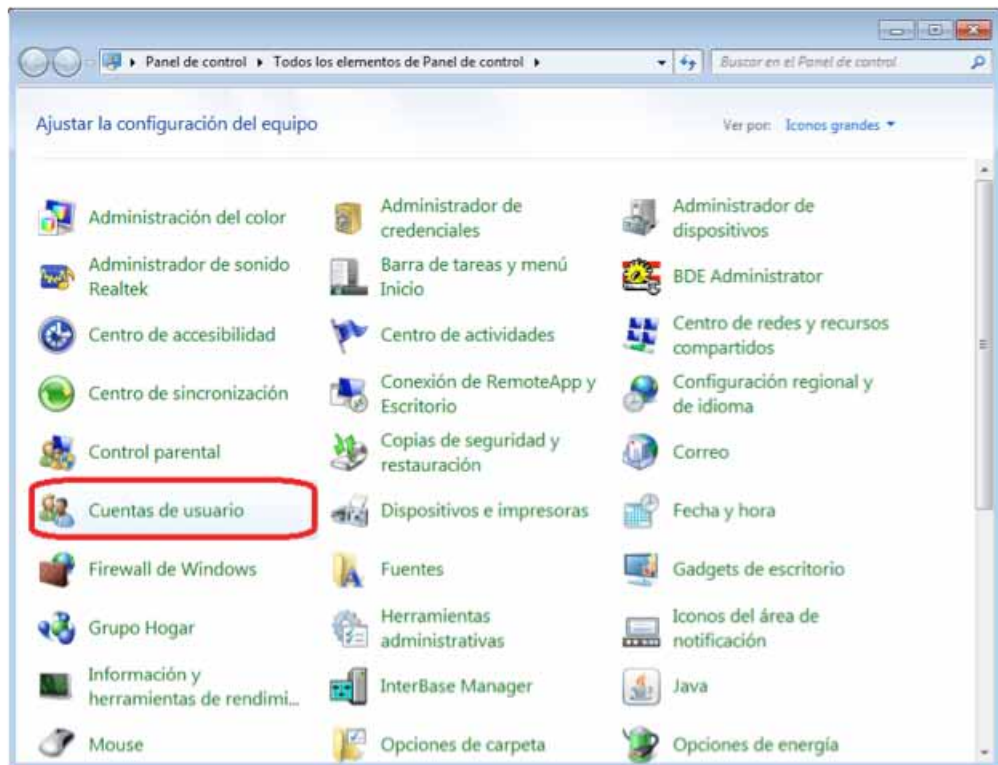 Panel de control ▸ Todos los elementos de Panel de control ▸
Buscar en el Panel de control
Ajustar la configuración del equipo
Ver por: Iconos grandes
Administración del color
Administrador de
credenciales
Administrador de
dispositivos
Administrador de sonido
Realtek
Barra de tareas y menú
Inicio
BDE Administrator
Centro de accesibilidad
Centro de actividades
Centro de redes y recursos
compartidos
Centro de sincronización
Conexión de RemoteApp y
Escritorio
Configuración regional y
de idioma
Control parental
Copias de seguridad y
restauración
Correo
Cuentas de usuario
Dispositivos e impresoras
Fecha y hora
Firewall de Windows
Fuentes
Gadgets de escritorio
Grupo Hogar
Herramientas
administrativas
Iconos del área de
notificación
Información y
herramientas de rendimi...
InterBase Manager
Java
Mouse
Opciones de carpeta
Opciones de energía